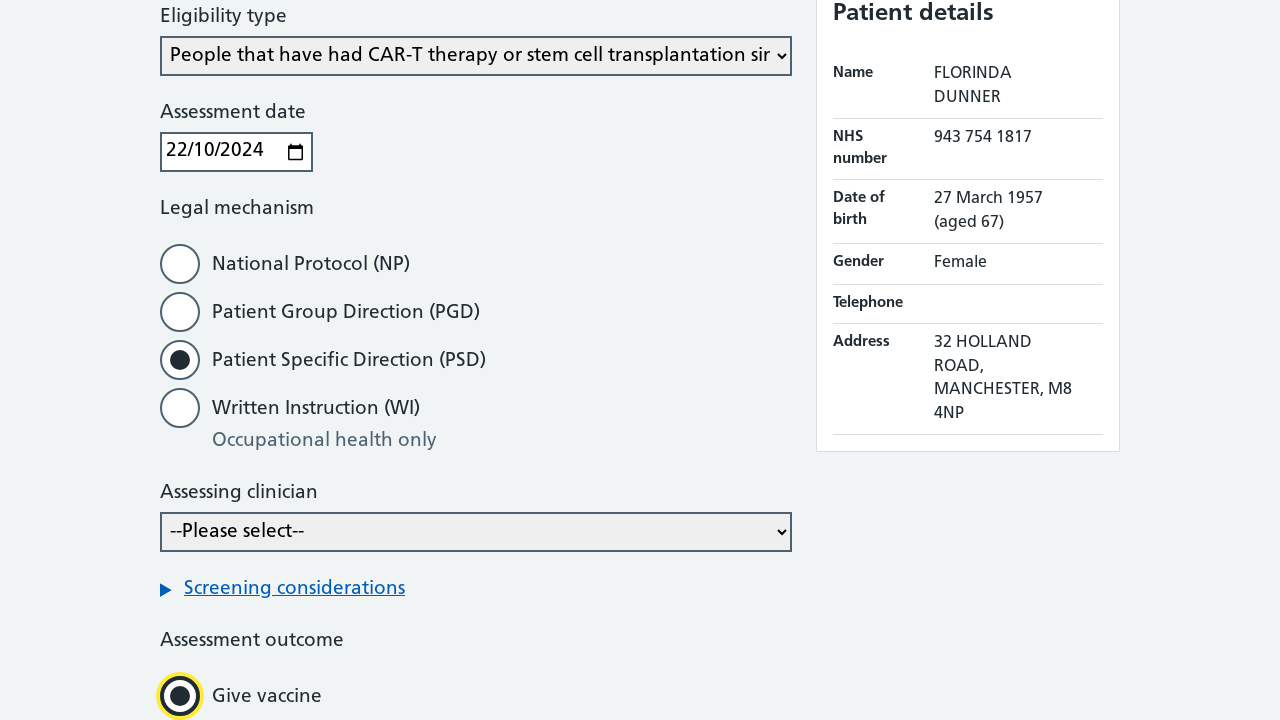 Eligibility type
People that have had CAR-T therapy or stem cell transplantation sir
Assessment date
22/10/2024
Legal mechanism
National Protocol (NP)
Patient Group Direction (PGD)
Patient Specific Direction (PSD)
Written Instruction (WI)
Occupational health only
Assessing clinician
--Please select--
Screening considerations
Assessment outcome
Give vaccine
Patient details
Name FLORINDA
DUNNER
NHS 943 754 1817
number
Date of 27 March 1957
birth (aged 67)
Gender Female
Telephone
Address 32 HOLLAND
ROAD,
MANCHESTER, M8
4NP